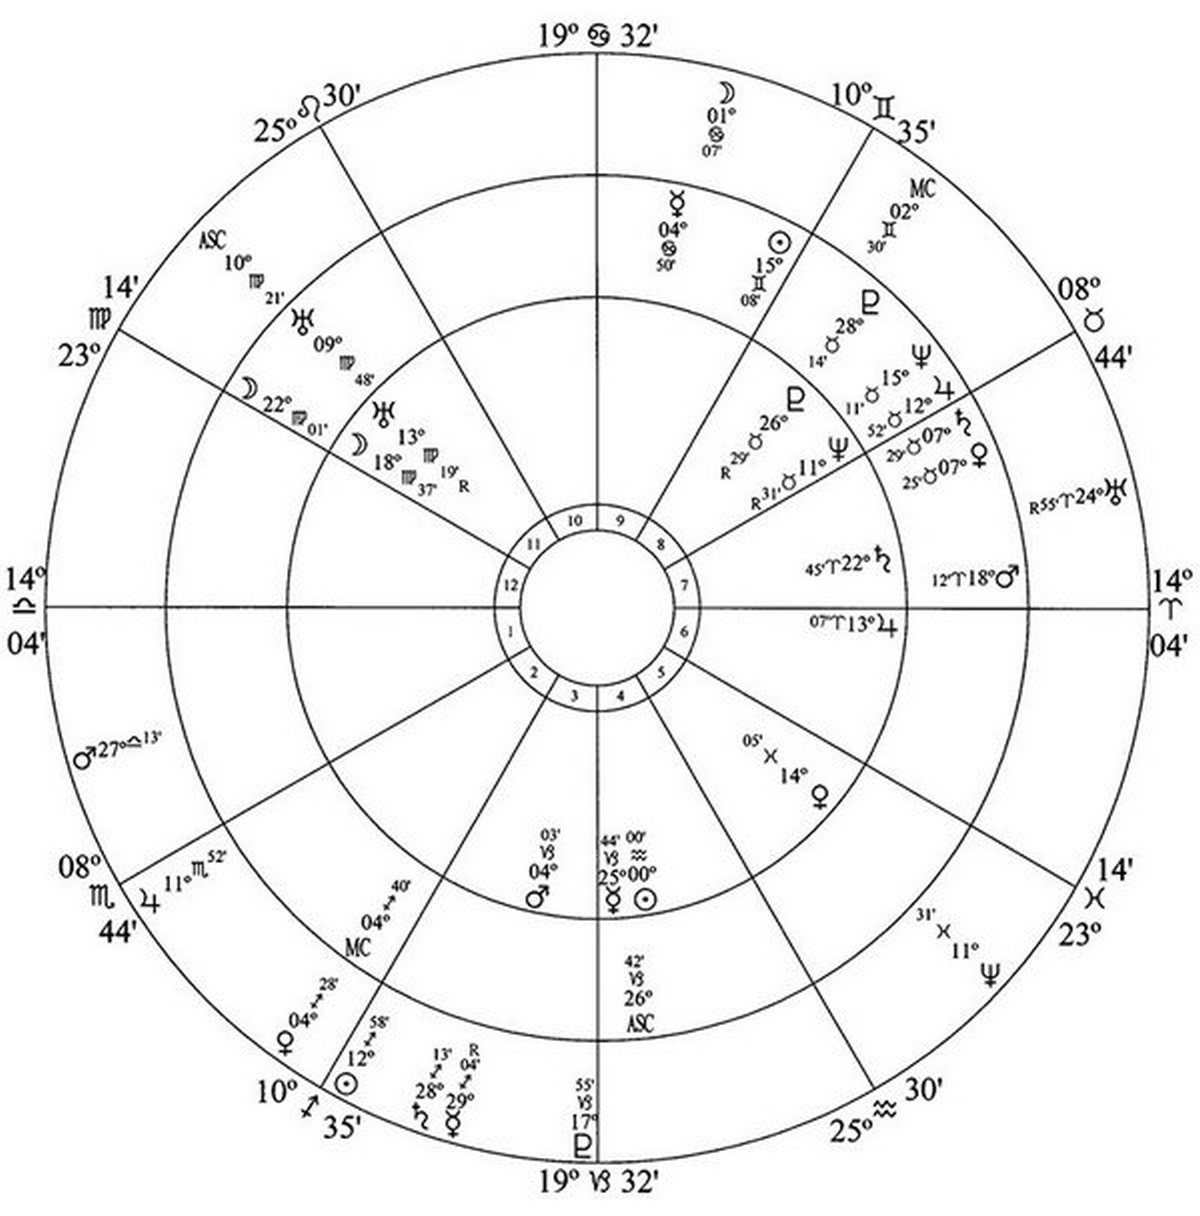 19° ♋ 32'
10° ♊ 35'
08° ♉ 44'
14° ♈ 04'
14' ♓ 23°
30' ♒ 25°
19° ♑ 32'
10° ♐ 35'
08° ♏ 44'
14° ♎ 04'
14' ♍ 23°
25° ♌ 30'
☽ 01° ♋ 07'
MC 02° ♊ 30'
R 55' ♈ 24° ♅
31' ♓ 11° ♆
55' ♑ 17° ♇
R 04' ♐ 29° ☿
13' ♐ 28° ♄
58' ♐ 12° ☉
28' ♐ 04° ♀
♃ 11° ♏ 52'
♂ 27° ♎ 13'
ASC 10° ♍ 21'
☿ 04° ♋ 50'
☉ 15° ♊ 08'
♇ 28° ♉ 14'
♆ 15° ♉ 11'
♃ 12° ♉ 52'
♄ 07° ♉ 29'
♀ 07° ♉ 25'
12' ♈ 18° ♂
42' ♑ 26° ASC
40' ♐ 04° MC
☽ 22° ♍ 01'
♅ 09° ♍ 48'
♇ 26° ♉ 29' R
♆ 11° ♉ 31' R
45' ♈ 22° ♄
07' ♈ 13° ♃
05' ♓ 14° ♀
00' ♒ 00° ☉
44' ♑ 25° ☿
03' ♑ 04° ♂
☽ 18° ♍ 37'
♅ 13° ♍ 19' R
10
9
8
7
6
5
4
3
2
1
12
11